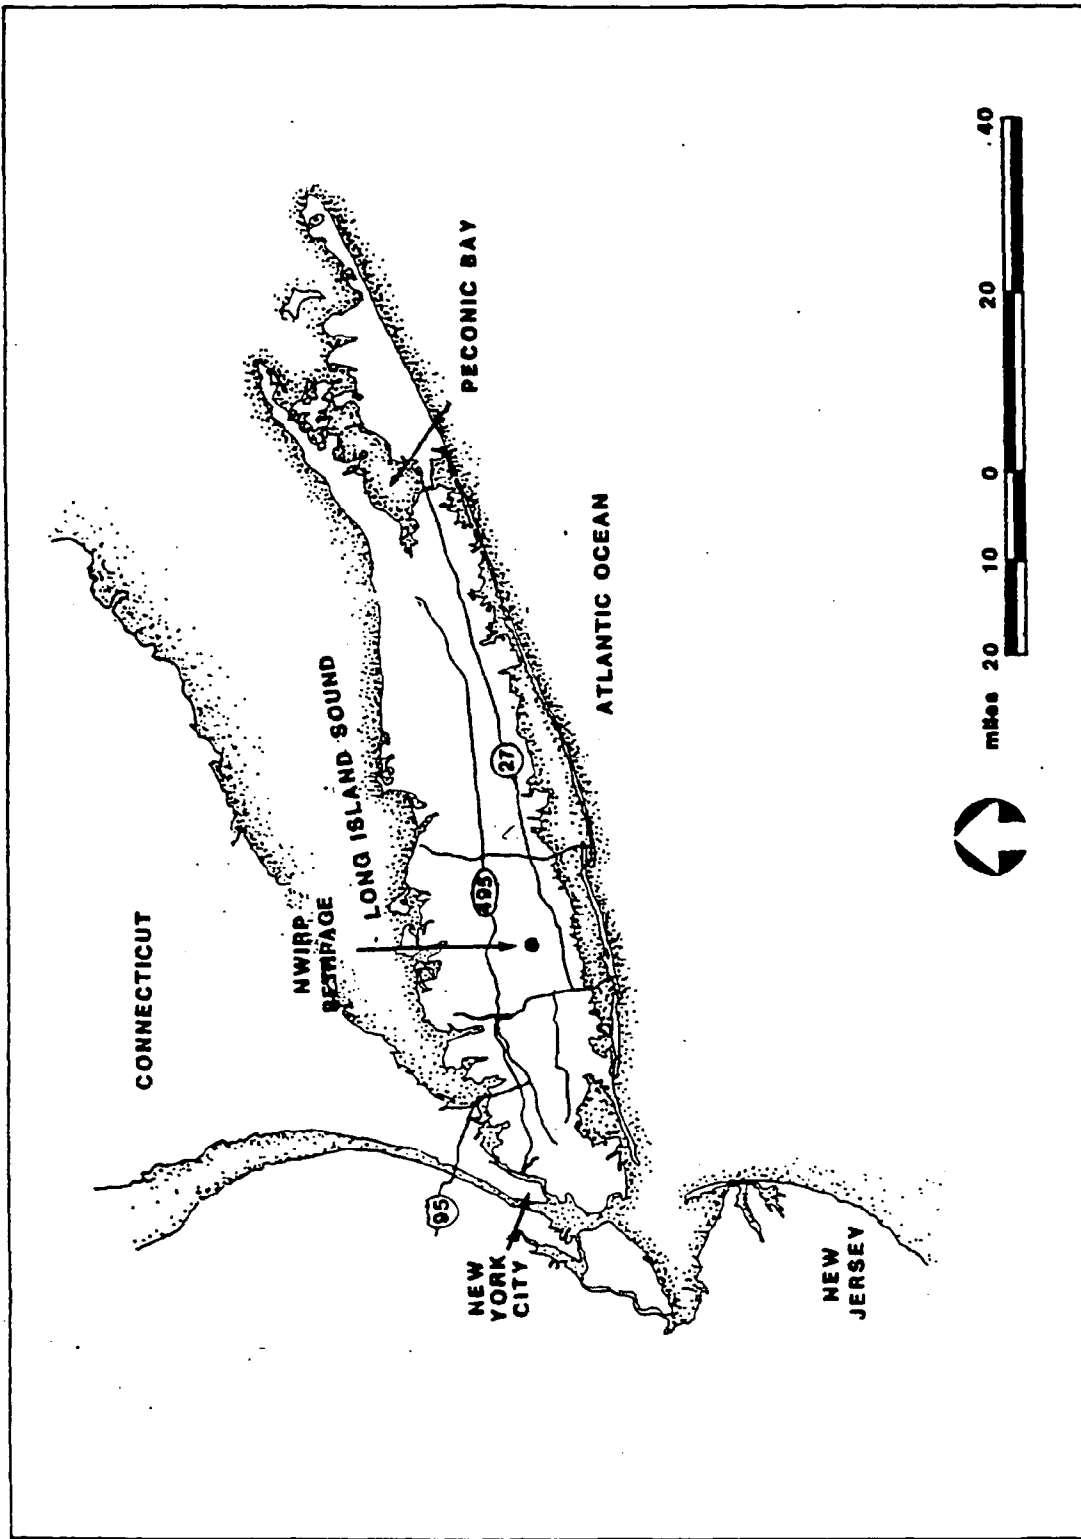 CONNECTICUT
NWIRP
BETHPAGE
LONG ISLAND SOUND
PECONIC BAY
95
495
27
NEW
YORK
CITY
ATLANTIC OCEAN
NEW
JERSEY
miles 20 10 0 20 40